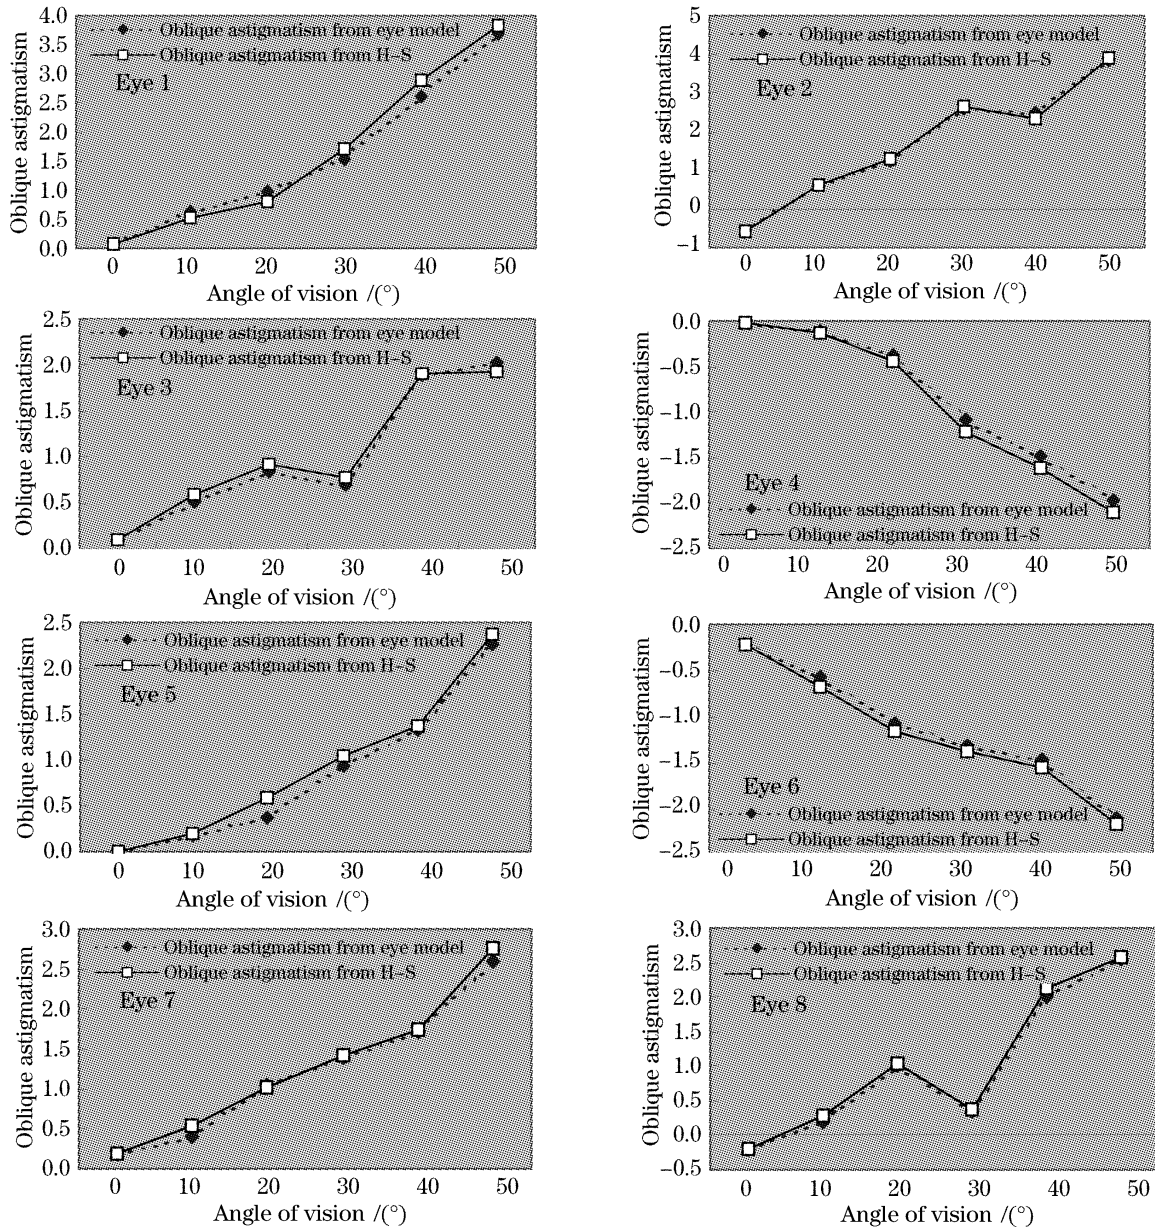 4.0
3.5
3.0
2.5
2.0
1.5
1.0
0.5
0.0
Oblique astigmatism
Oblique astigmatism from eye model
Oblique astigmatism from H–S
Eye 1
0 10 20 30 40 50
Angle of vision /(°)
5
4
3
2
1
0
–1
Oblique astigmatism
Oblique astigmatism from eye model
Oblique astigmatism from H–S
Eye 2
0 10 20 30 40 50
Angle of vision /(°)
2.5
2.0
1.5
1.0
0.5
0.0
Oblique astigmatism
Oblique astigmatism from eye model
Oblique astigmatism from H–S
Eye 3
0 10 20 30 40 50
Angle of vision /(°)
0.0
–0.5
–1.0
–1.5
–2.0
–2.5
Oblique astigmatism
Eye 4
Oblique astigmatism from eye model
Oblique astigmatism from H–S
0 10 20 30 40 50
Angle of vision /(°)
2.5
2.0
1.5
1.0
0.5
0.0
Oblique astigmatism
Oblique astigmatism from eye model
Oblique astigmatism from H–S
Eye 5
0 10 20 30 40 50
Angle of vision /(°)
0.0
–0.5
–1.0
–1.5
–2.0
–2.5
Oblique astigmatism
Eye 6
Oblique astigmatism from eye model
Oblique astigmatism from H–S
0 10 20 30 40 50
Angle of vision /(°)
3.0
2.5
2.0
1.5
1.0
0.5
0.0
Oblique astigmatism
Oblique astigmatism from eye model
Oblique astigmatism from H–S
Eye 7
0 10 20 30 40 50
Angle of vision /(°)
3.0
2.5
2.0
1.5
1.0
0.5
0.0
–0.5
Oblique astigmatism
Oblique astigmatism from eye model
Oblique astigmatism from H–S
Eye 8
0 10 20 30 40 50
Angle of vision /(°)